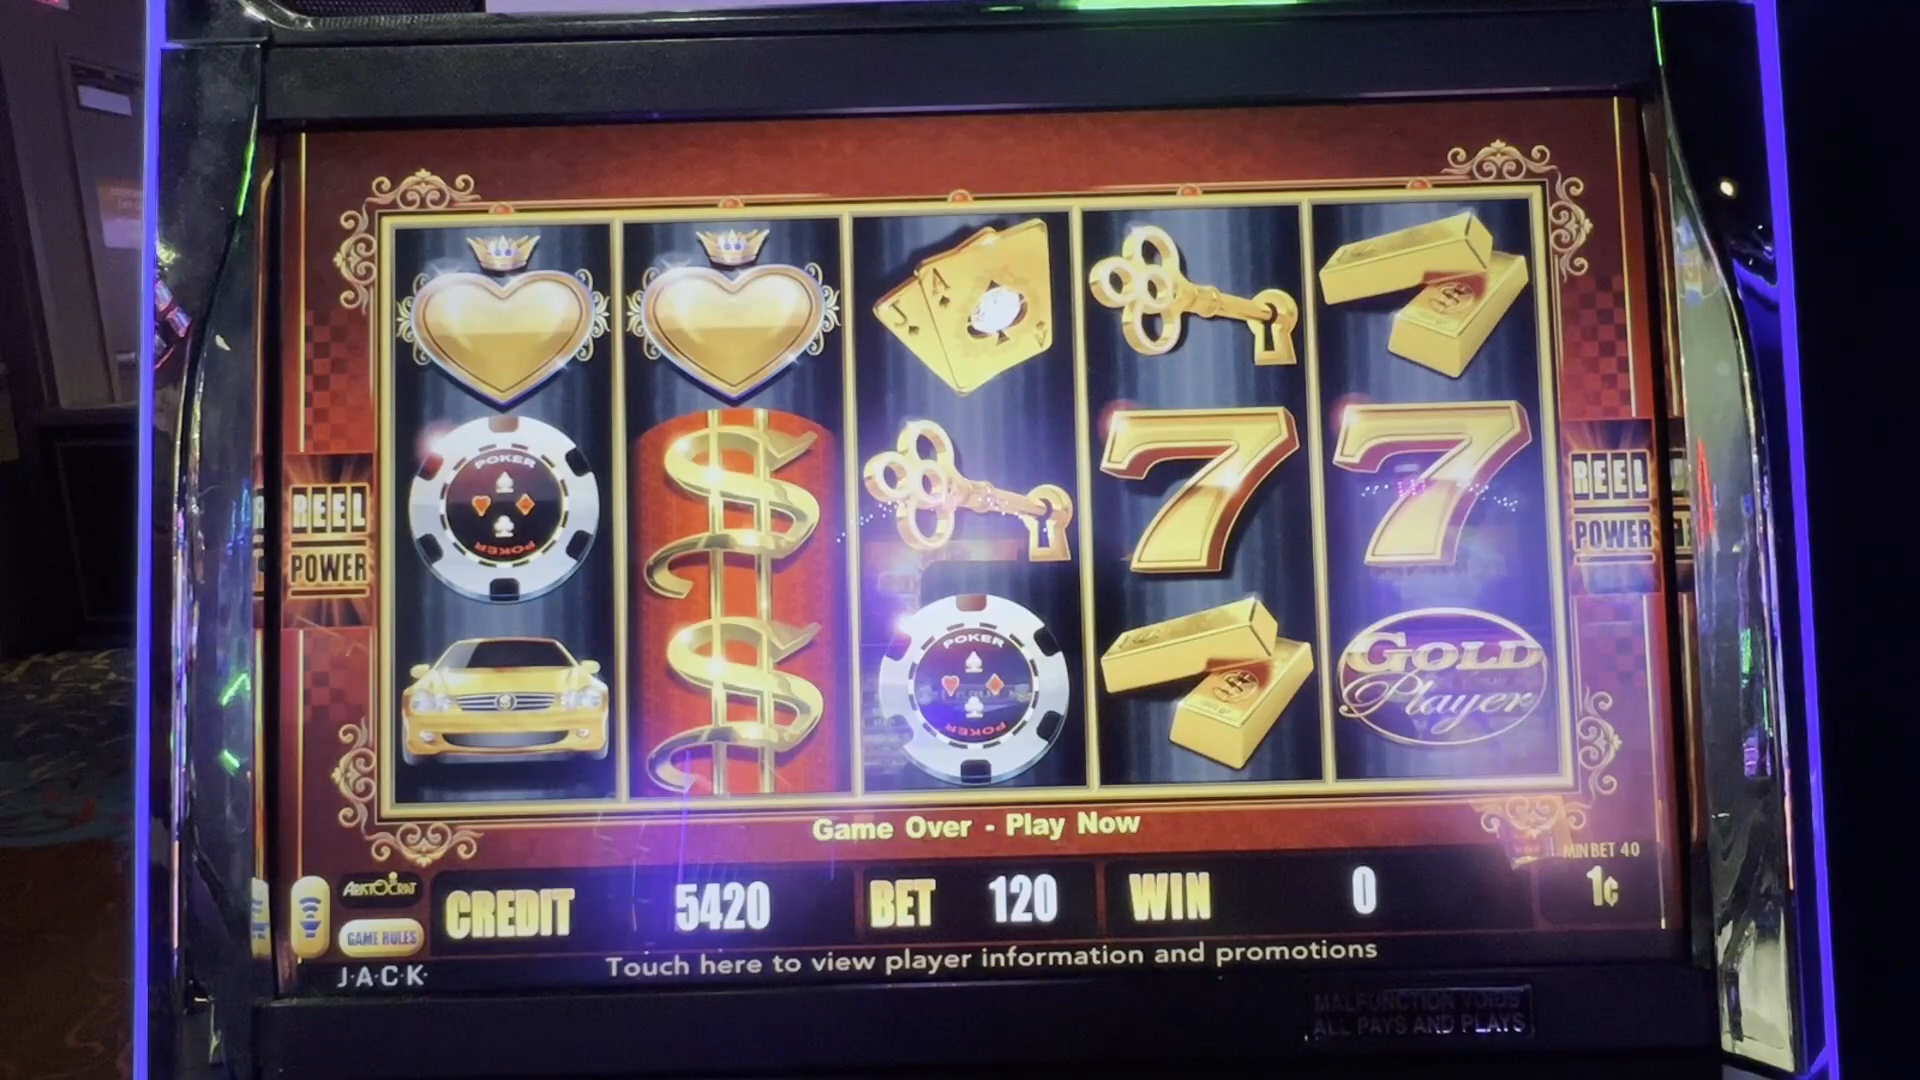 J
A
A
POKER
POKER
REEL
POWER
REEL
POWER
POKER
POKER
GOLD
Player
Game Over - Play Now
MIN BET 40
ARISTOCRAT
CREDIT 5420 BET 120 WIN 0 1¢
GAME RULES
J·A·C·K·
Touch here to view player information and promotions
MALFUNCTION VOIDS
ALL PAYS AND PLAYS